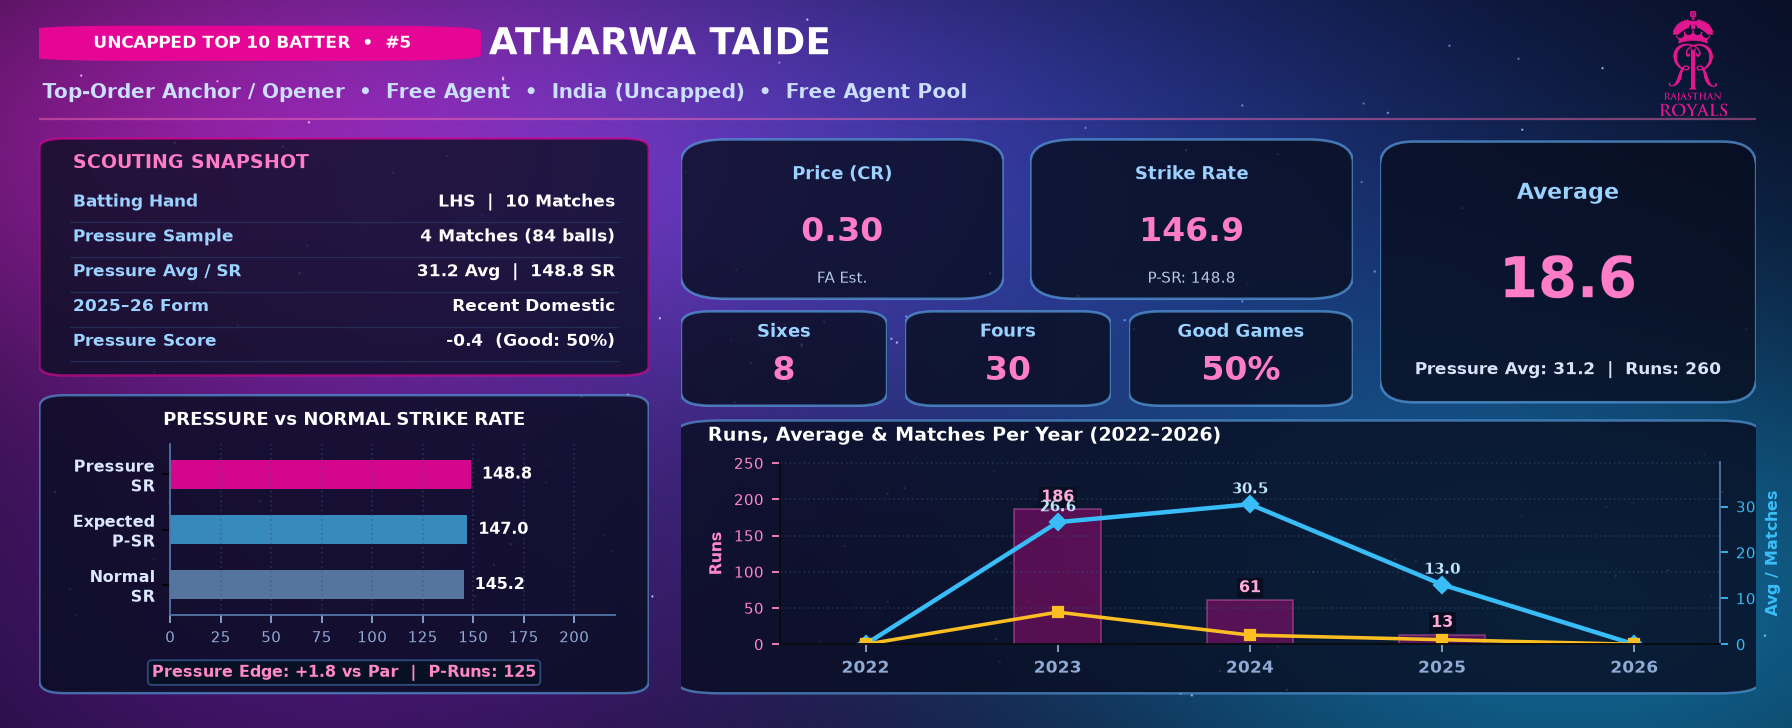 UNCAPPED TOP 10 BATTER • #5
ATHARWA TAIDE
Top-Order Anchor / Opener • Free Agent • India (Uncapped) • Free Agent Pool
RAJASTHAN
ROYALS
SCOUTING SNAPSHOT
Batting Hand LHS | 10 Matches
Pressure Sample 4 Matches (84 balls)
Pressure Avg / SR 31.2 Avg | 148.8 SR
2025–26 Form Recent Domestic
Pressure Score -0.4 (Good: 50%)
Price (CR)
0.30
FA Est.
Strike Rate
146.9
P-SR: 148.8
Average
18.6
Pressure Avg: 31.2 | Runs: 260
Sixes
8
Fours
30
Good Games
50%
PRESSURE vs NORMAL STRIKE RATE
Pressure
SR
148.8
Expected
P-SR
147.0
Normal
SR
145.2
0 25 50 75 100 125 150 175 200
Pressure Edge: +1.8 vs Par | P-Runs: 125
Runs, Average & Matches Per Year (2022–2026)
Runs
250
200
150
100
50
0
186
26.6
30.5
61
13.0
13
30
20
10
0
Avg / Matches
2022 2023 2024 2025 2026